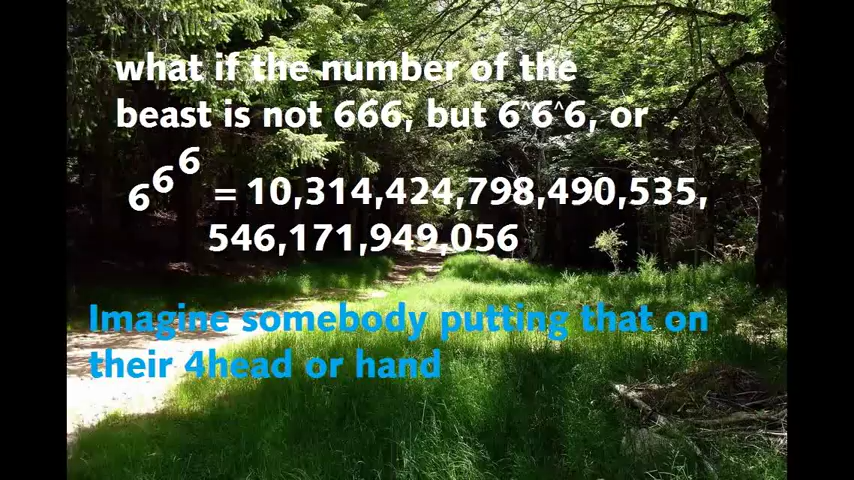 what if the number of the
beast is not 666, but 6^6^6, or
6^6^6 = 10,314,424,798,490,535,
546,171,949,056
Imagine somebody putting that on
their 4head or hand